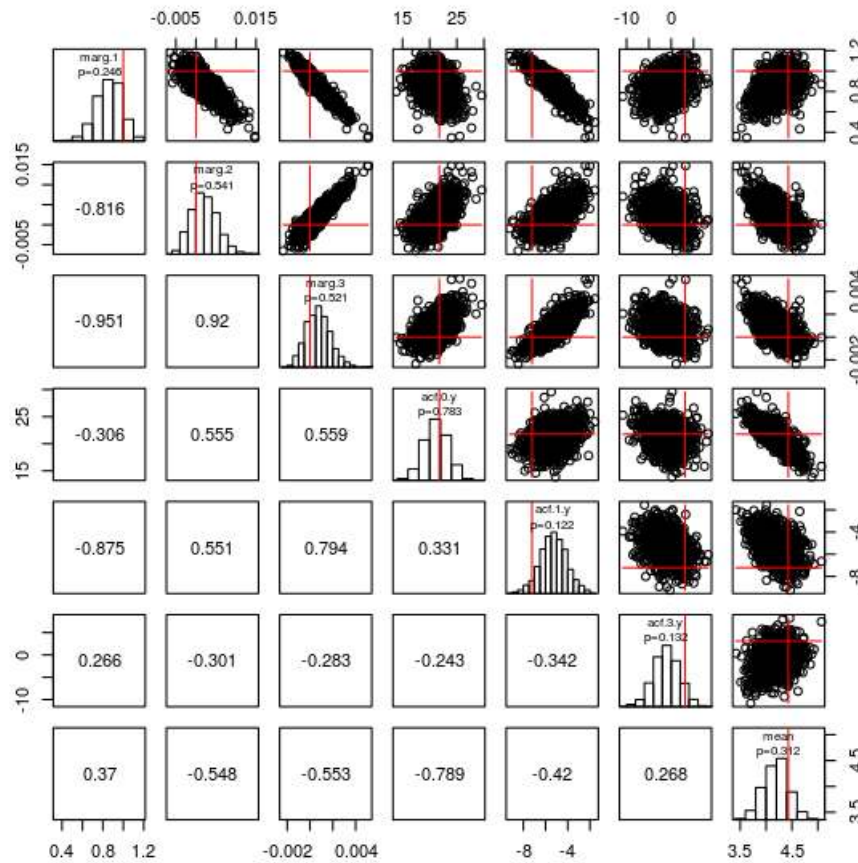 -0.005 0.015 15 25 -10 0
marg.1
p=0.246
0.4 0.8 1.2
-0.005 0.015
-0.816
marg.2
p=0.541
-0.951 0.92
marg.3
p=0.521
-0.002 0.004
15 25
-0.306 0.555 0.559
acf.0.y
p=0.783
-0.875 0.551 0.794 0.331
acf.1.y
p=0.122
-8 -4
-10 0
0.266 -0.301 -0.283 -0.243 -0.342
acf.3.y
p=0.132
0.37 -0.548 -0.553 -0.789 -0.42 0.268
mean
p=0.312
3.5 4.5
0.4 0.8 1.2 -0.002 0.004 -8 -4 3.5 4.5